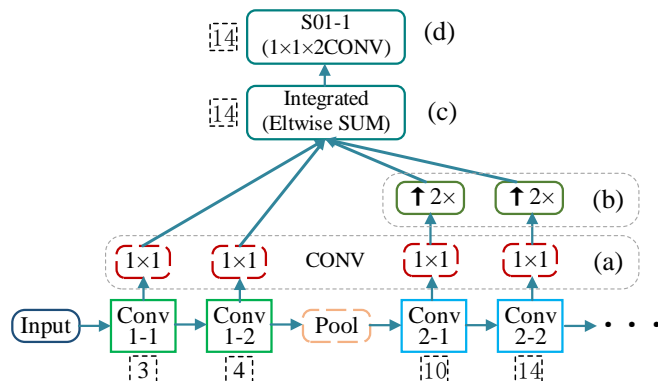 S01-1
(1×1×2CONV)
14
(d)
Integrated
(Eltwise SUM)
14
(c)
↑ 2×
↑ 2×
(b)
1×1
1×1
CONV
1×1
1×1
(a)
Input
Conv
1-1
Conv
1-2
Pool
Conv
2-1
Conv
2-2
· · ·
3
4
10
14